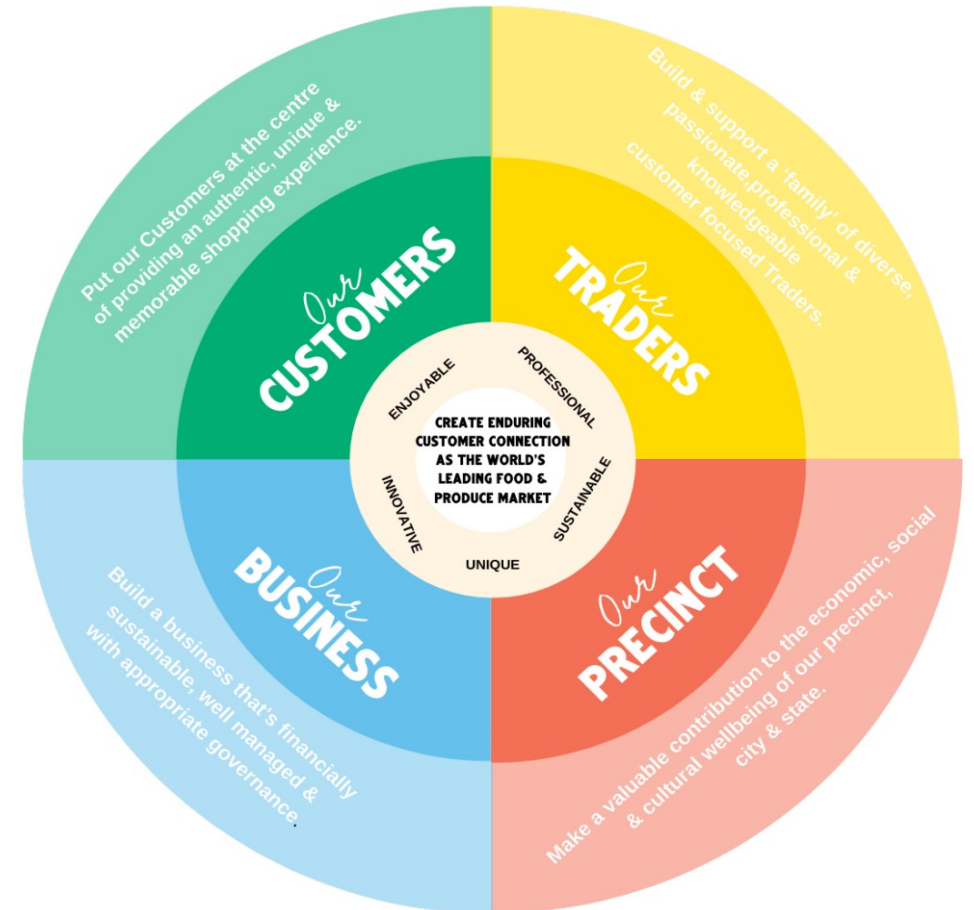 Put our Customers at the centre
of providing an authentic, unique &
memorable shopping experience.
Our
CUSTOMERS
Build & support a 'family' of diverse,
passionate,professional &
knowledgeable
customer focused Traders.
Our
TRADERS
ENJOYABLE
PROFESSIONAL
CREATE ENDURING
CUSTOMER CONNECTION
AS THE WORLD'S
LEADING FOOD &
PRODUCE MARKET
INNOVATIVE
SUSTAINABLE
UNIQUE
Our
BUSINESS
Build a business that's financially
sustainable, well managed &
with appropriate governance.
Our
PRECINCT
Make a valuable contribution to the economic, social
& cultural wellbeing of our precinct,
city & state.